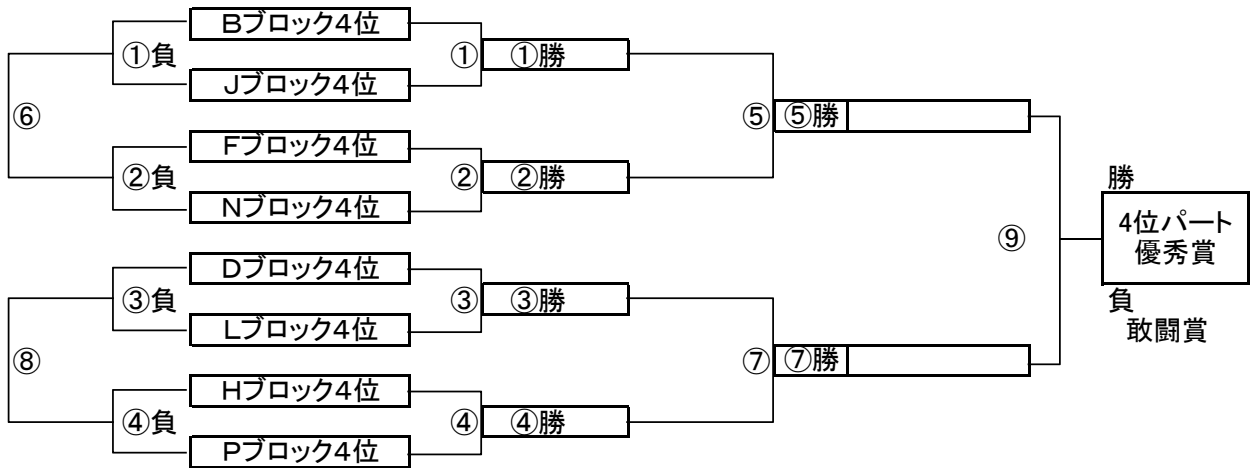 Bブロック4位
①負
①
①勝
Jブロック4位
⑥
⑤
⑤勝
Fブロック4位
②負
②
②勝
Nブロック4位
勝
4位パート
優秀賞
⑨
Dブロック4位
③負
③
③勝
Lブロック4位
負
敢闘賞
⑧
⑦
⑦勝
Hブロック4位
④負
④
④勝
Pブロック4位